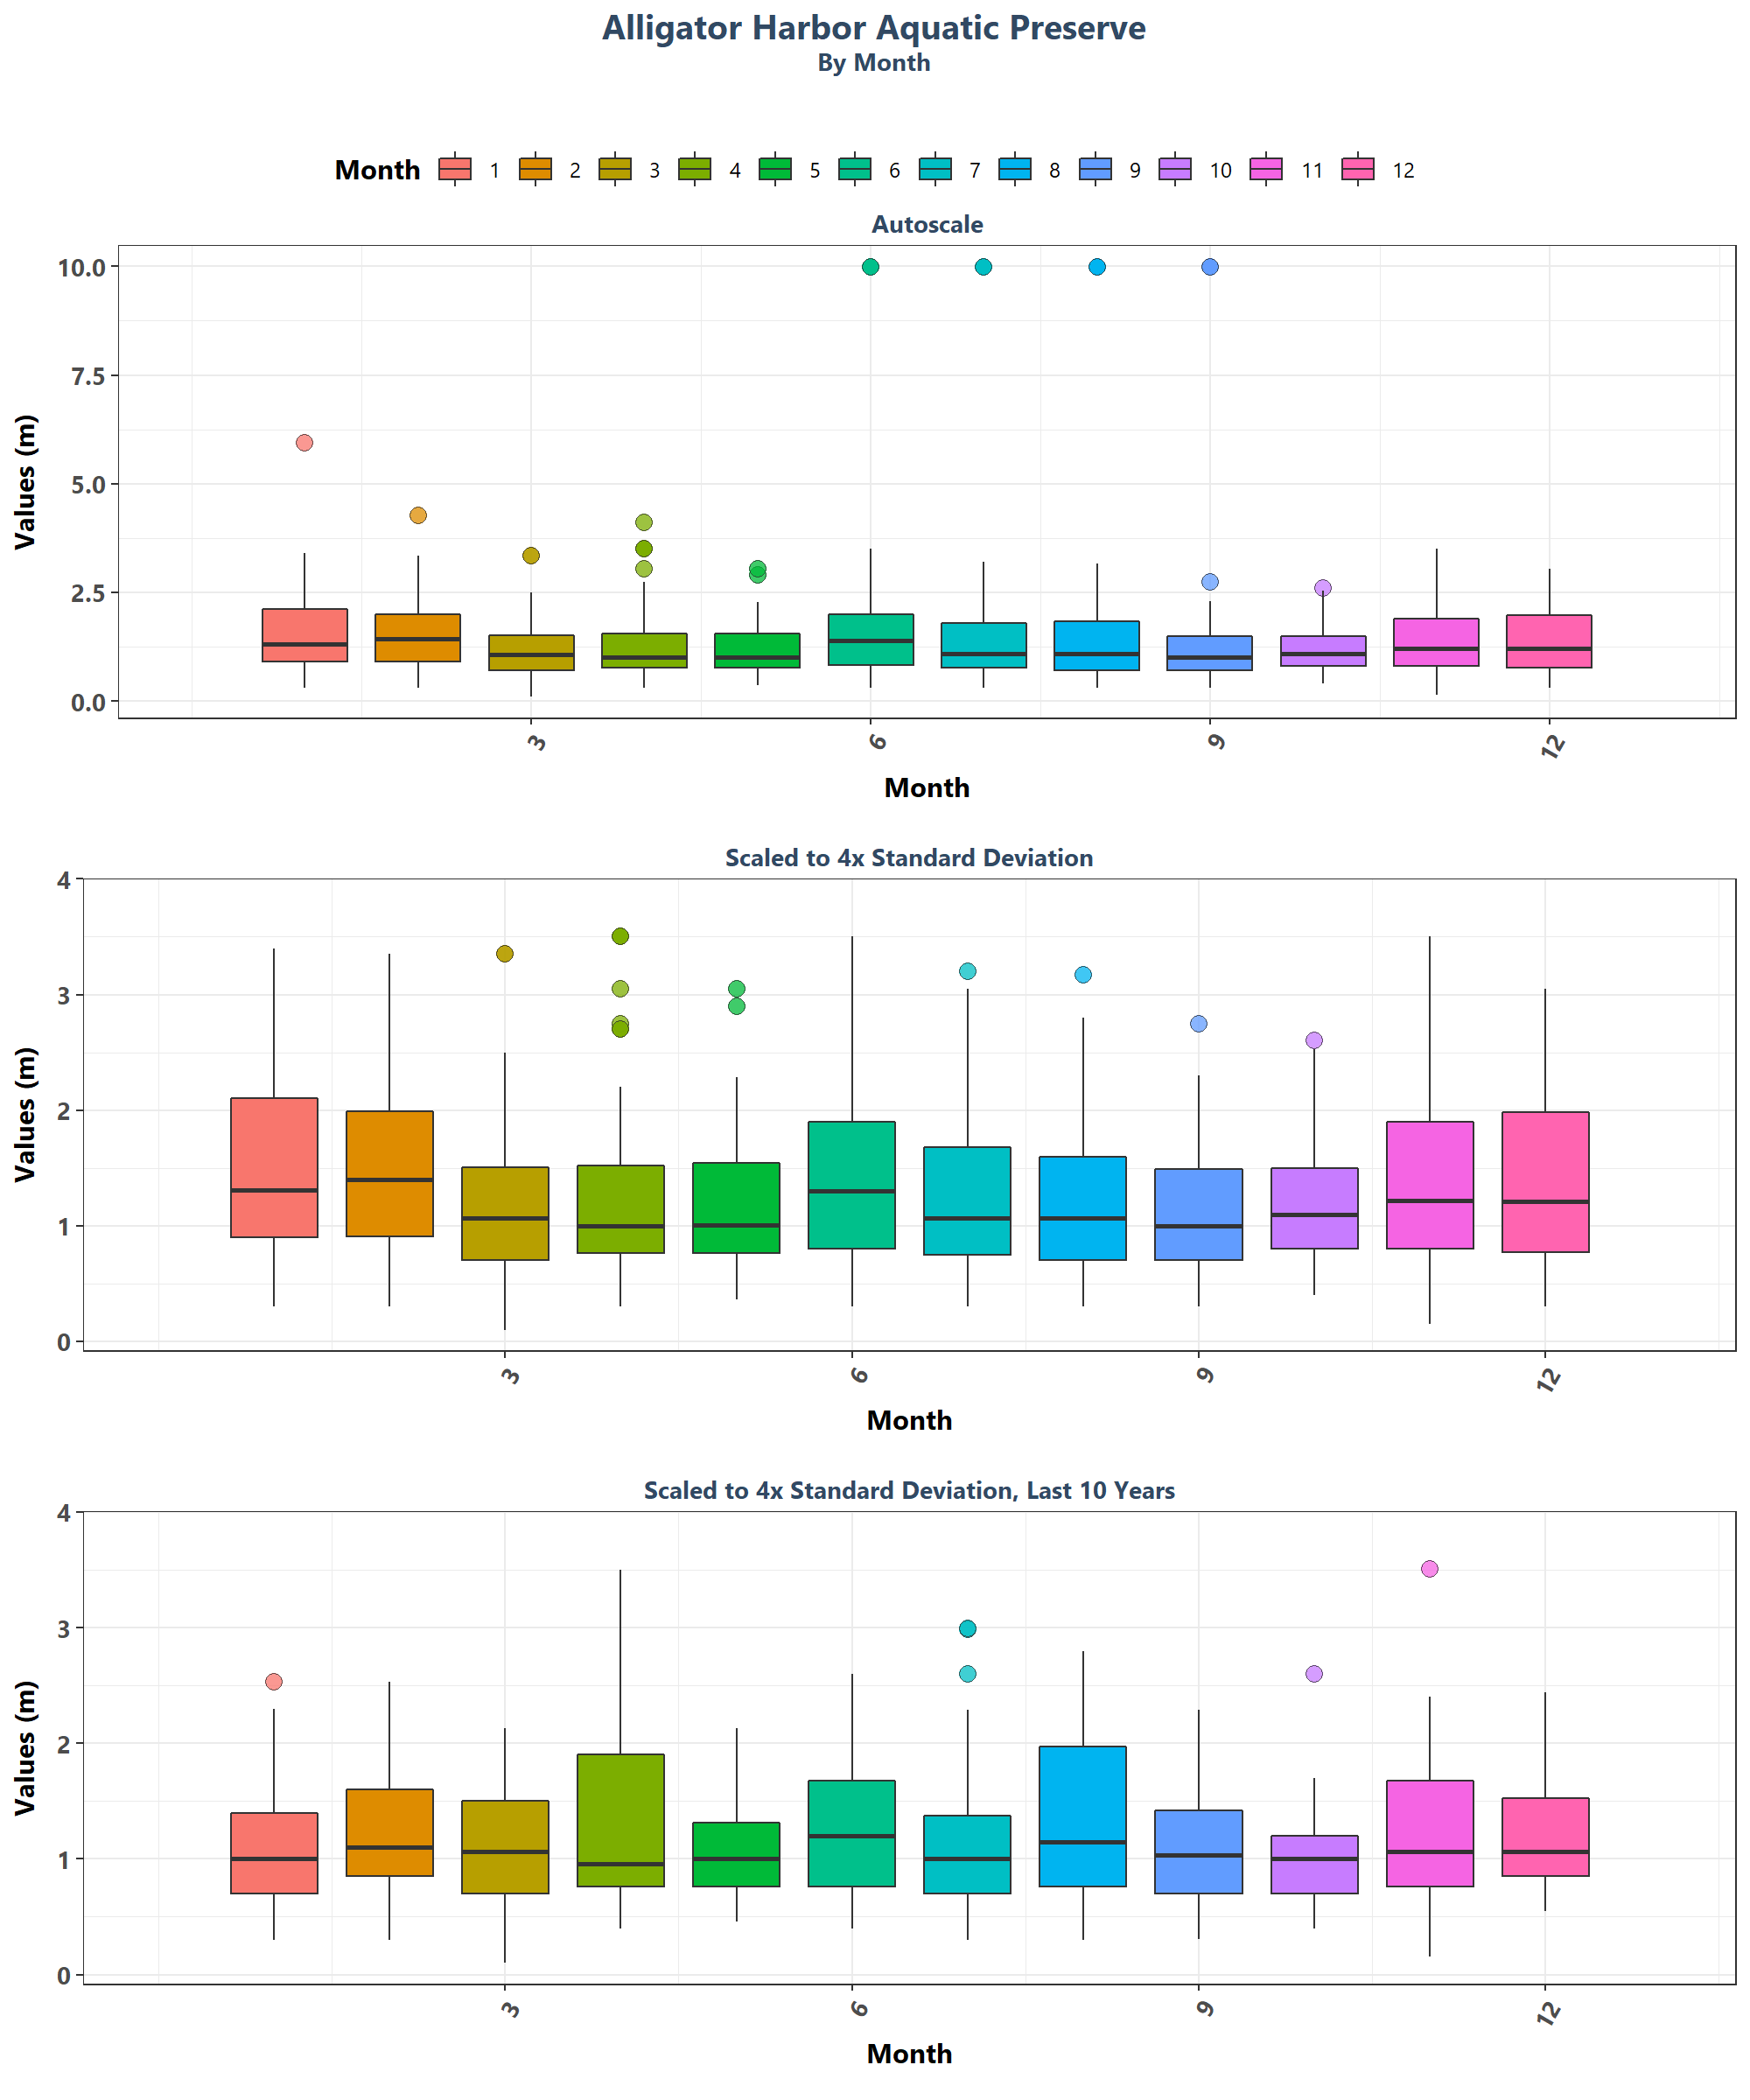 Alligator Harbor Aquatic Preserve
By Month
Month 1 2 3 4 5 6 7 8 9 10 11 12
Autoscale
Values (m)
10.0
7.5
5.0
2.5
0.0
3 6 9 12
Month
Scaled to 4x Standard Deviation
Values (m)
4
3
2
1
0
3 6 9 12
Month
Scaled to 4x Standard Deviation, Last 10 Years
Values (m)
4
3
2
1
0
3 6 9 12
Month